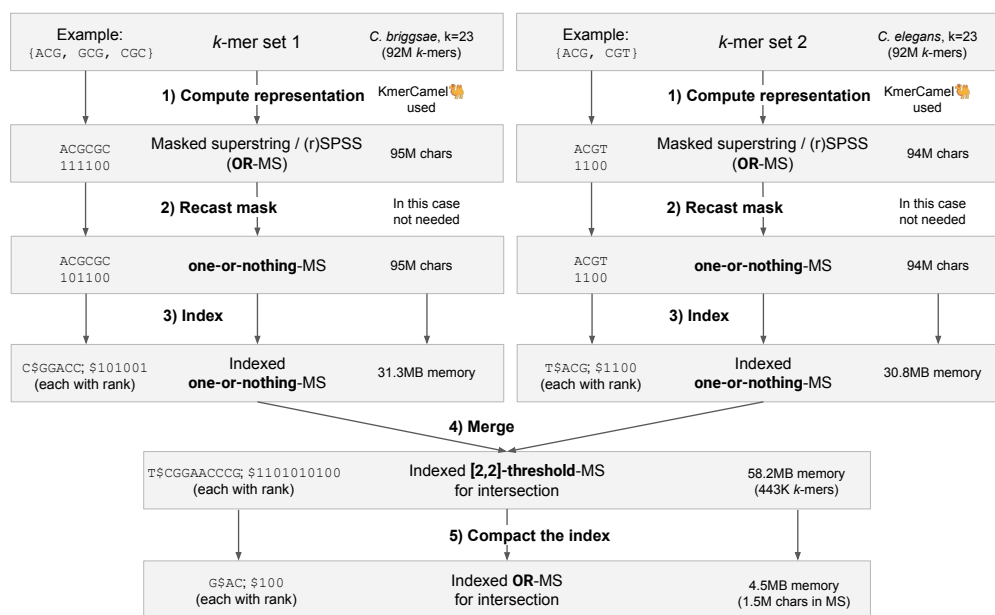 Example:
{ACG, GCG, CGC}
k-mer set 1
C. briggsae, k=23
(92M k-mers)
Example:
{ACG, CGT}
k-mer set 2
C. elegans, k=23
(92M k-mers)
1) Compute representation
KmerCamel🐫
used
1) Compute representation
KmerCamel🐫
used
ACGCGC
111100
Masked superstring / (r)SPSS
(OR-MS)
95M chars
ACGT
1100
Masked superstring / (r)SPSS
(OR-MS)
94M chars
2) Recast mask
In this case
not needed
2) Recast mask
In this case
not needed
ACGCGC
101100
one-or-nothing-MS
95M chars
ACGT
1100
one-or-nothing-MS
94M chars
3) Index
3) Index
C$GGACC; $101001
(each with rank)
Indexed
one-or-nothing-MS
31.3MB memory
T$ACG; $1100
(each with rank)
Indexed
one-or-nothing-MS
30.8MB memory
4) Merge
T$CGGAACCCG; $1101010100
(each with rank)
Indexed [2,2]-threshold-MS
for intersection
58.2MB memory
(443K k-mers)
5) Compact the index
G$AC; $100
(each with rank)
Indexed OR-MS
for intersection
4.5MB memory
(1.5M chars in MS)